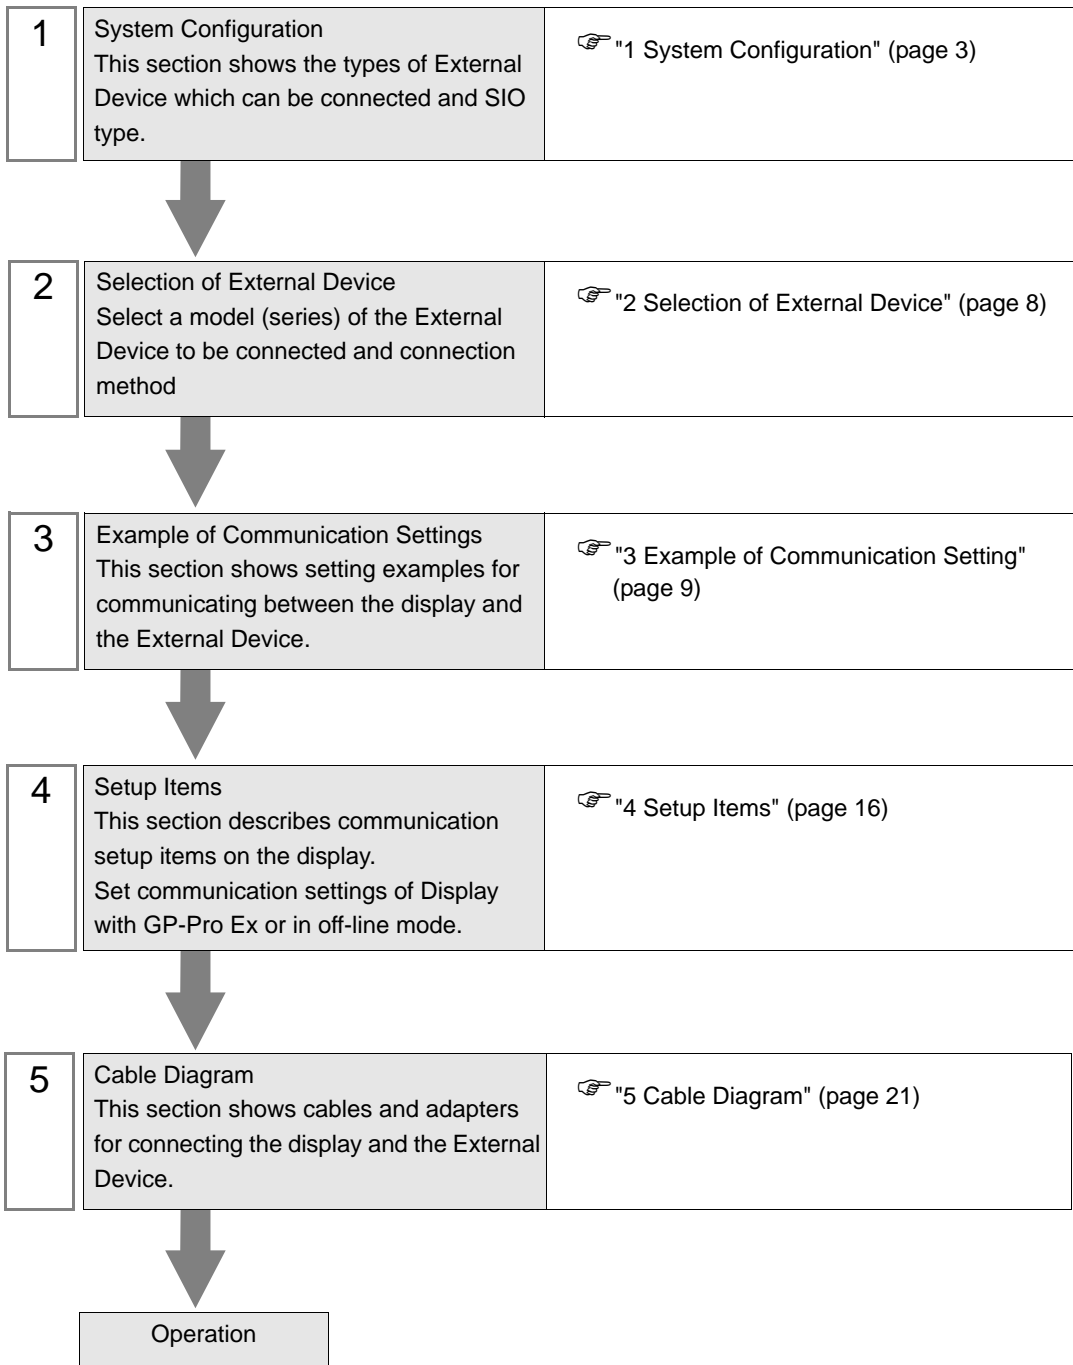 1
System Configuration
This section shows the types of External
Device which can be connected and SIO
type.
"1 System Configuration" (page 3)
2
Selection of External Device
Select a model (series) of the External
Device to be connected and connection
method
"2 Selection of External Device" (page 8)
3
Example of Communication Settings
This section shows setting examples for
communicating between the display and
the External Device.
"3 Example of Communication Setting"
(page 9)
4
Setup Items
This section describes communication
setup items on the display.
Set communication settings of Display
with GP-Pro Ex or in off-line mode.
"4 Setup Items" (page 16)
5
Cable Diagram
This section shows cables and adapters
for connecting the display and the External
Device.
"5 Cable Diagram" (page 21)
Operation